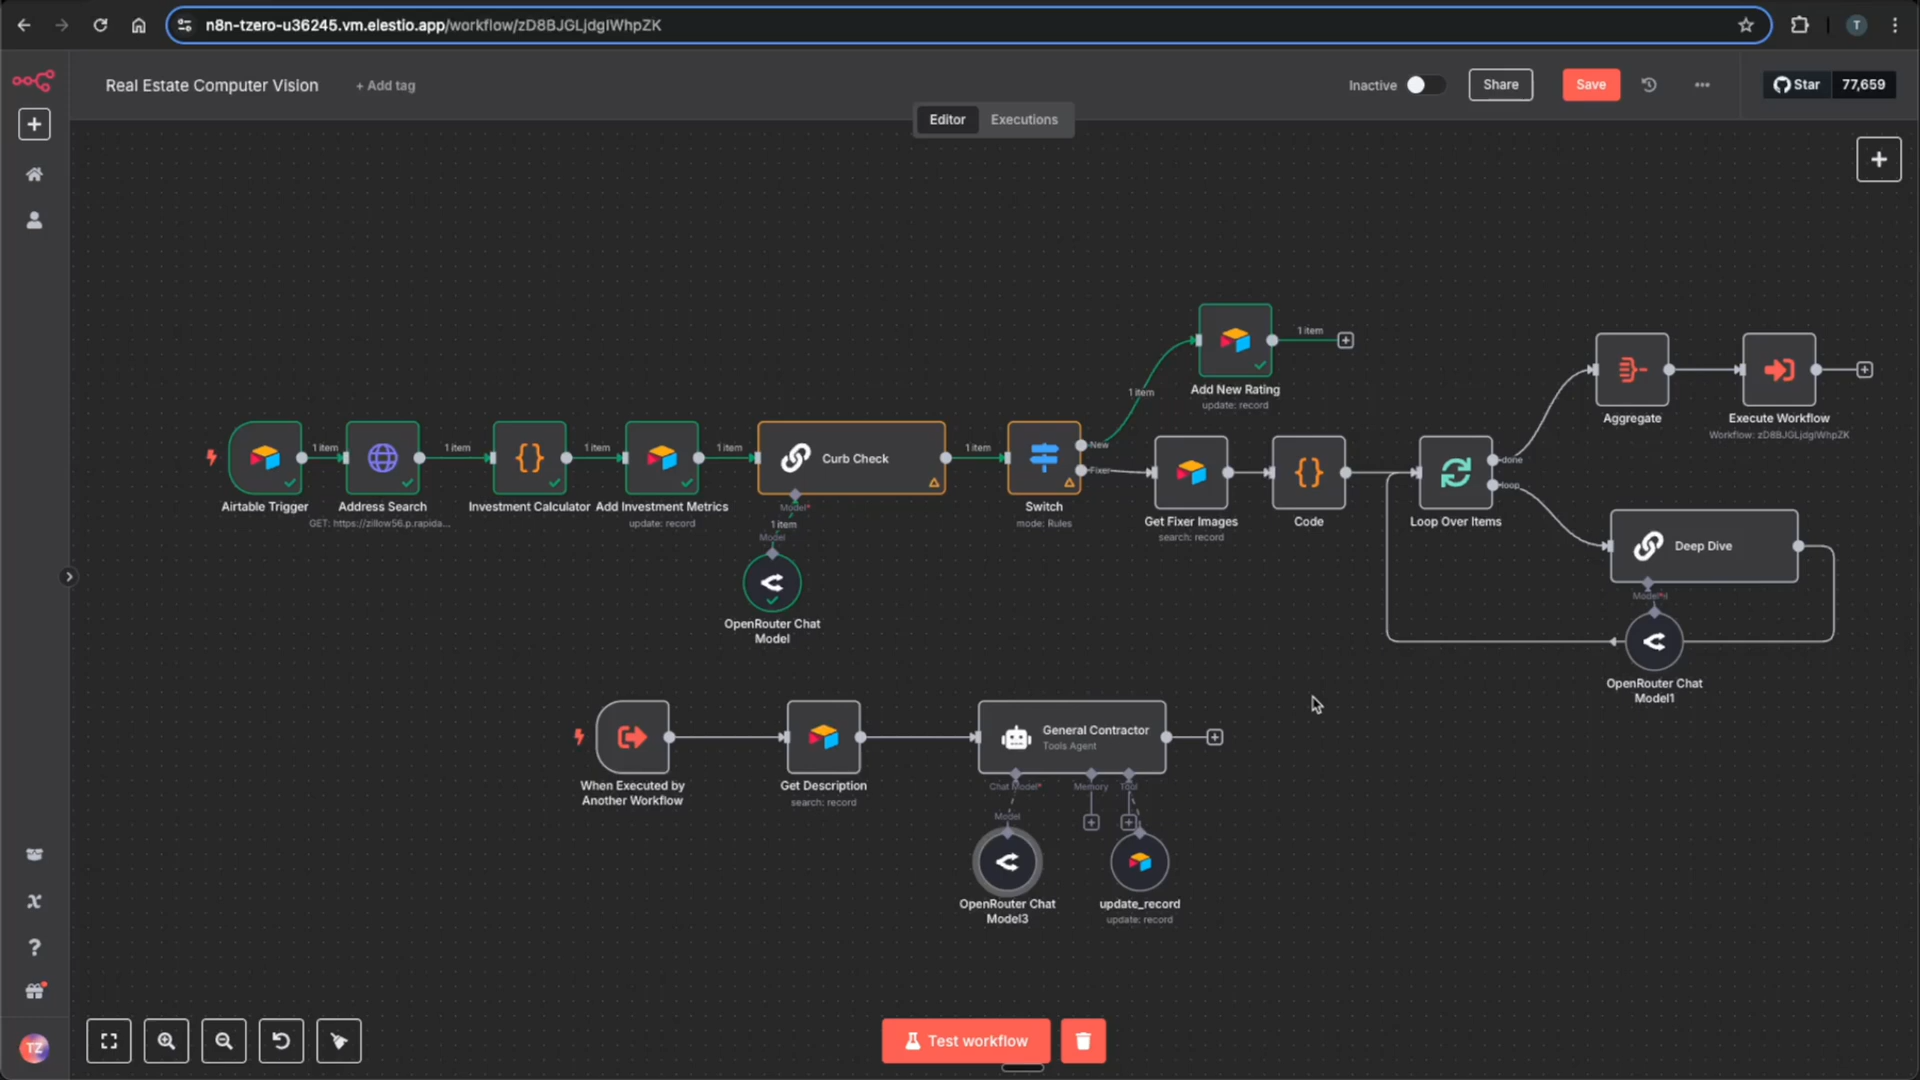 n8n-tzero-u36245.vm.elestio.app/workflow/zD8BJGLjdgIWhpZK
T
Real Estate Computer Vision
+ Add tag
Inactive
Share
Save
Star
77,659
Editor
Executions
1 item
Add New Rating
update: record
1 item
Aggregate
Execute Workflow
Workflow: zD8BJGLjdgIWhpZK
1 item
1 item
1 item
1 item
Curb Check
1 item
New
Fixer
done
loop
Airtable Trigger
Address Search
GET: https://zillow56.p.rapida...
Investment Calculator
Add Investment Metrics
update: record
Model*
1 item
Model
Switch
mode: Rules
Get Fixer Images
search: record
Code
Loop Over Items
Deep Dive
OpenRouter Chat
Model
OpenRouter Chat
Model1
General Contractor
Tools Agent
When Executed by
Another Workflow
Get Description
search: record
Chat Model*
Memory
Tool
Model
OpenRouter Chat
Model3
update_record
update: record
TZ
Test workflow